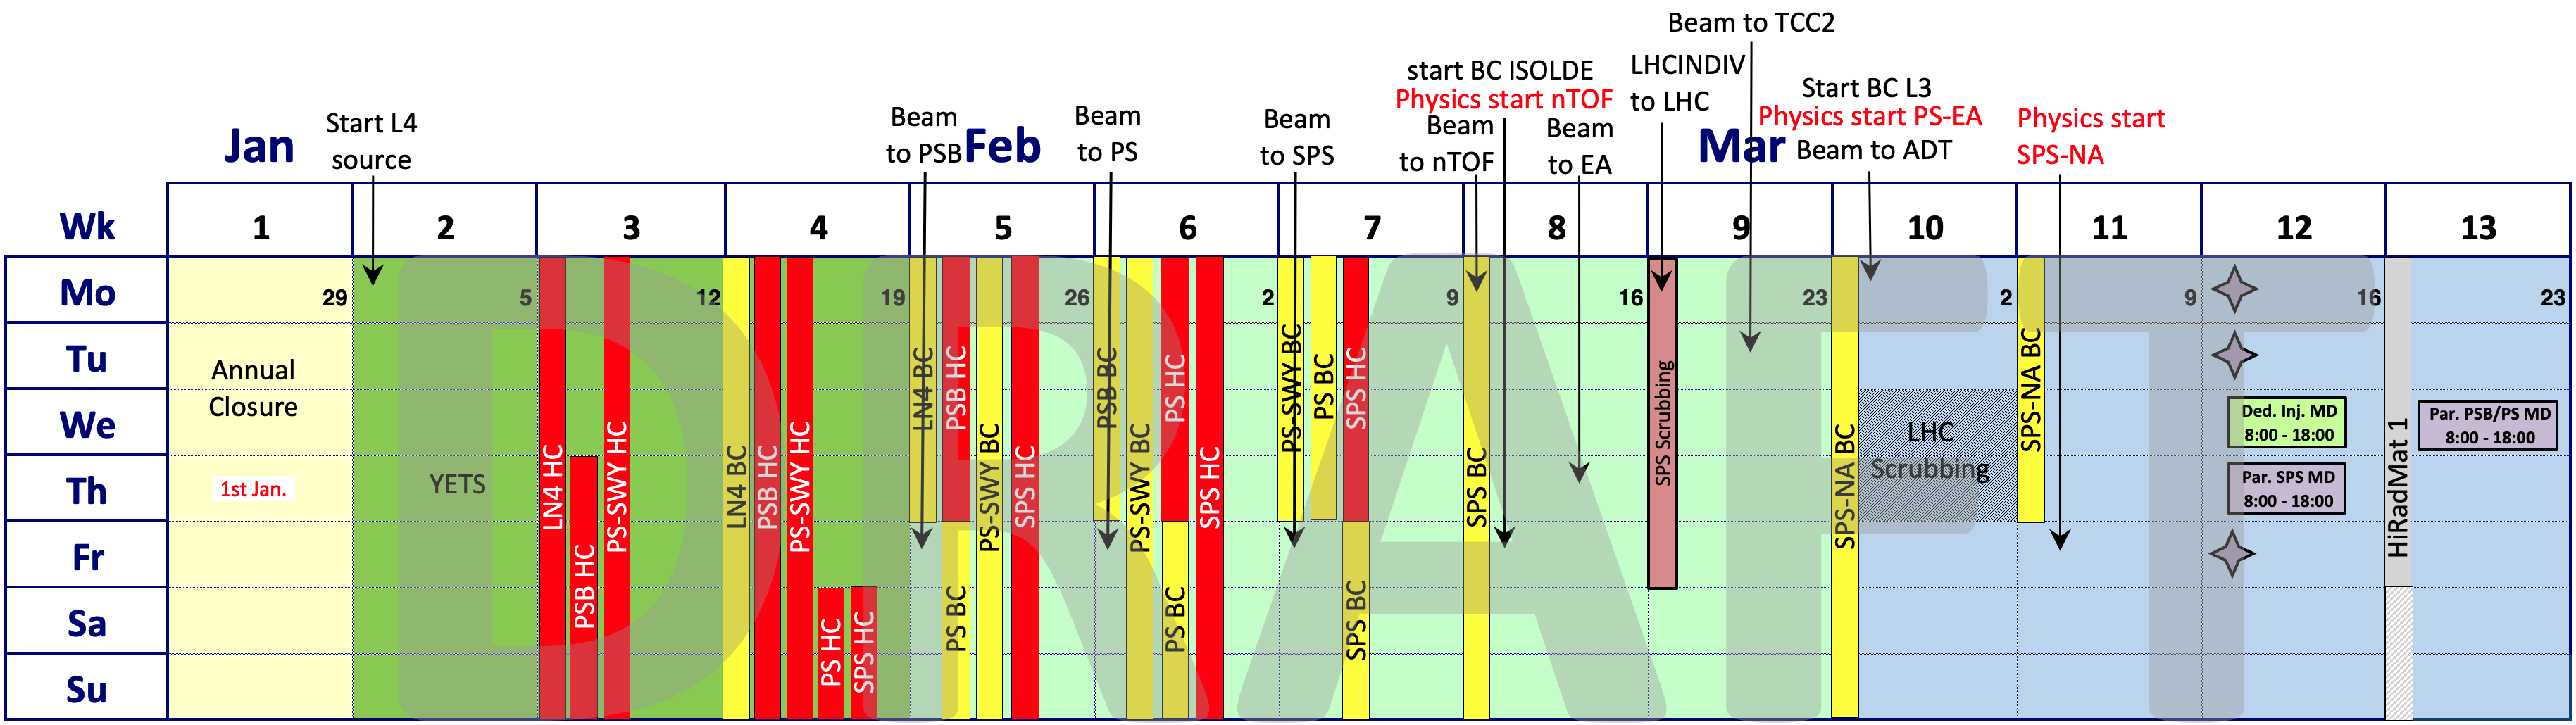 Beam to TCC2
start BC ISOLDE
LHCINDIV
Physics start nTOF
to LHC
Start BC L3
Start L4
source
Beam
to PSB
Beam
to PS
Beam
to SPS
Beam
to nTOF
Beam
to EA
Physics start PS-EA
Beam to ADT
Physics start
SPS-NA
Jan
Feb
Mar
Wk 1 2 3 4 5 6 7 8 9 10 11 12 13
Mo 29 5 12 19 26 2 9 16 23 2 9 16 23
Tu
We
Th
Fr
Sa
Su
Annual
Closure
1st Jan.
YETS
LN4 HC
PSB HC
PS-SWY HC
LN4 BC
PSB HC
PS-SWY HC
PS HC
SPS HC
LN4 BC
PSB HC
PS BC
PS-SWY BC
SPS HC
PSB BC
PS-SWY BC
PS HC
PS BC
SPS HC
PS-SWY BC
PS BC
SPS HC
SPS BC
SPS BC
SPS Scrubbing
SPS-NA BC
LHC
Scrubbing
SPS-NA BC
Ded. Inj. MD
8:00 - 18:00
Par. SPS MD
8:00 - 18:00
HiRadMat 1
Par. PSB/PS MD
8:00 - 18:00
DRAFT